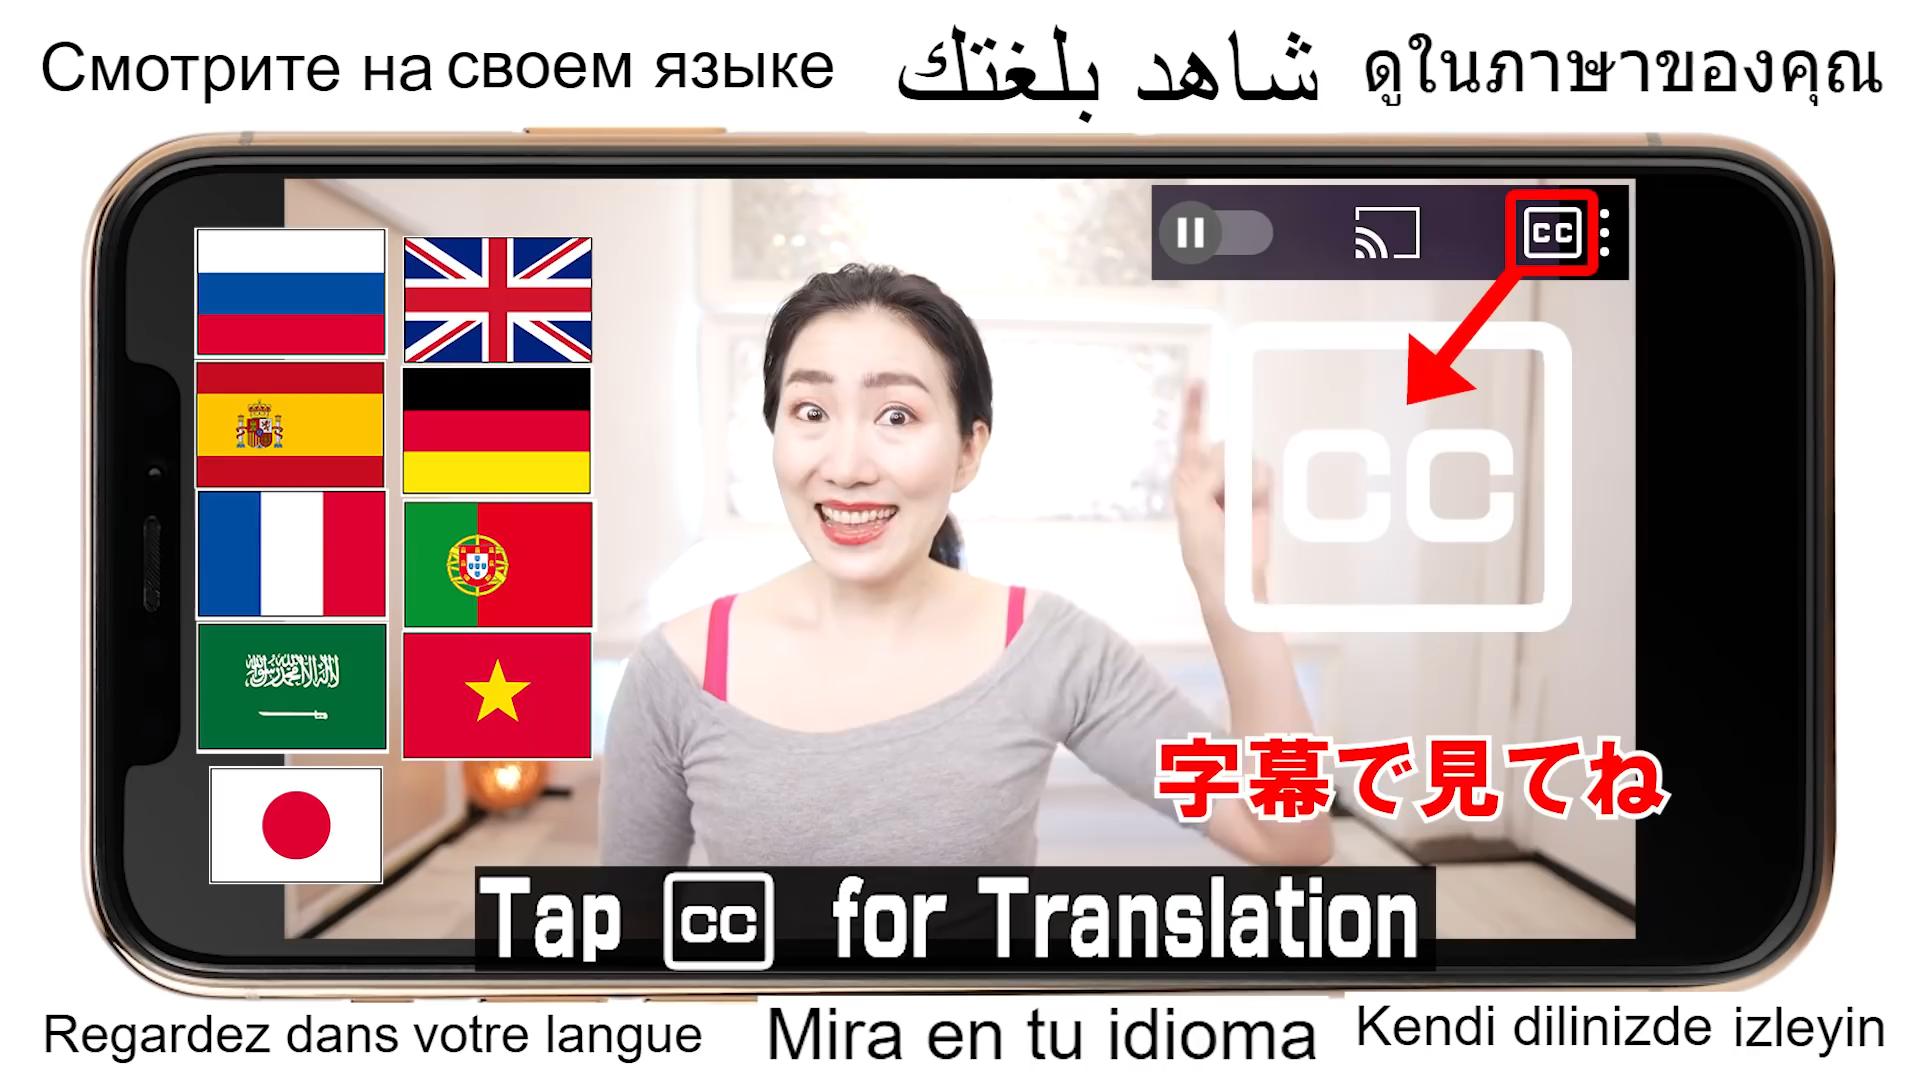 Смотрите на своем языке
شاهد بلغتك
ดูในภาษาของคุณ
CC
CC
字幕で見てね
Tap CC for Translation
Regardez dans votre langue
Mira en tu idioma
Kendi dilinizde izleyin